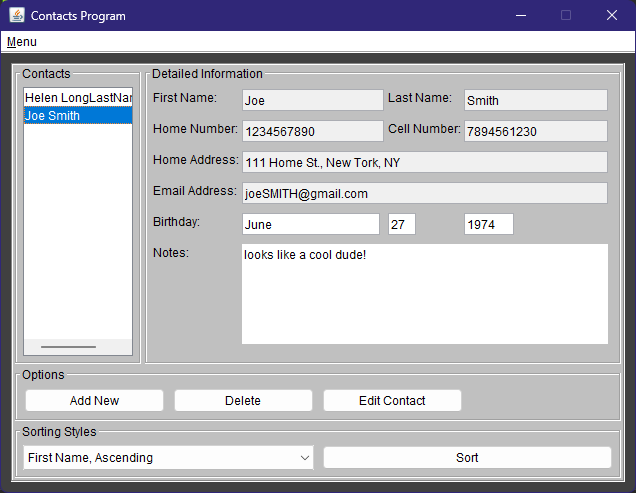 Contacts Program
Menu
Contacts
Helen LongLastNar
Joe Smith
Detailed Information
First Name: Joe Last Name: Smith
Home Number: 1234567890 Cell Number: 7894561230
Home Address: 111 Home St., New Tork, NY
Email Address: joeSMITH@gmail.com
Birthday: June 27 1974
Notes: looks like a cool dude!
Options
Add New Delete Edit Contact
Sorting Styles
First Name, Ascending Sort